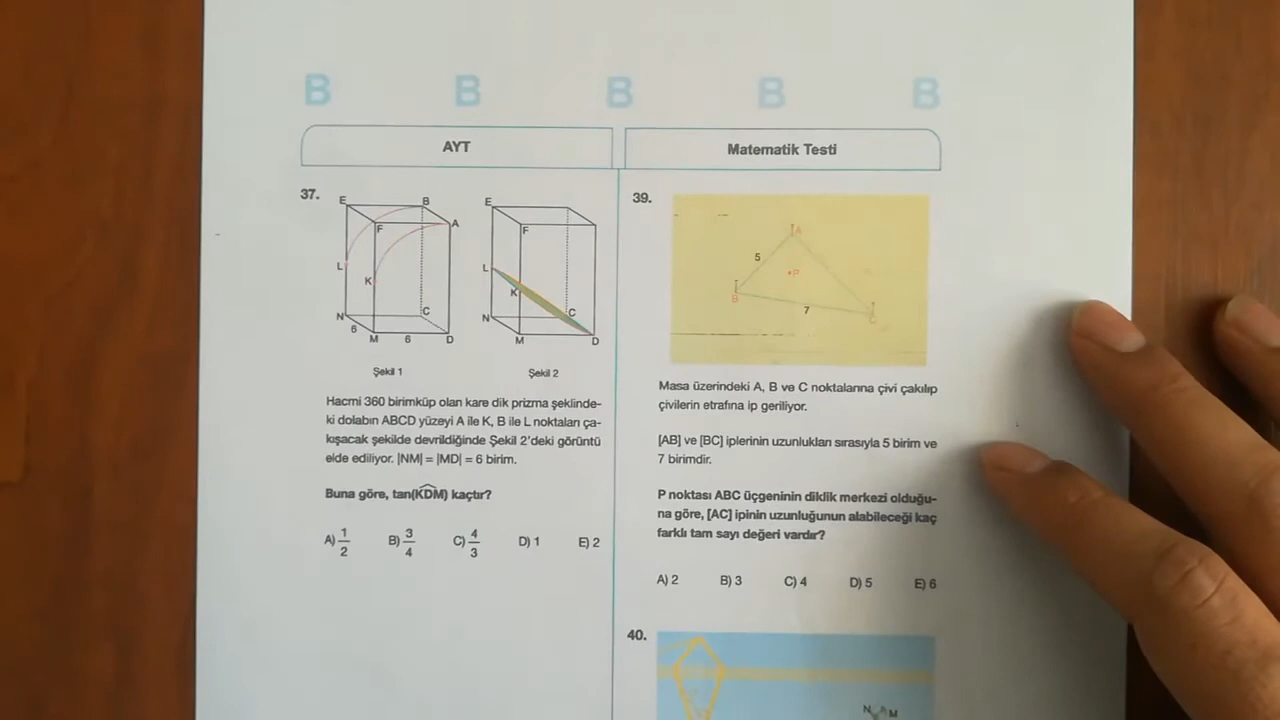 B B B B B
AYT
Matematik Testi
37.
E B
F A
L
K
N C
6
M 6 D
Şekil 1
E
F
L
K
N C
M D
Şekil 2
Hacmi 360 birimküp olan kare dik prizma şeklinde-
ki dolabın ABCD yüzeyi A ile K, B ile L noktaları ça-
kışacak şekilde devrildiğinde Şekil 2'deki görüntü
elde ediliyor. |NM| = |MD| = 6 birim.
Buna göre, tan(KDM) kaçtır?
A) 1/2 B) 3/4 C) 4/3 D) 1 E) 2
39.
A
5
P
B
7
C
Masa üzerindeki A, B ve C noktalarına çivi çakılıp
çivilerin etrafına ip geriliyor.
[AB] ve [BC] iplerinin uzunlukları sırasıyla 5 birim ve
7 birimdir.
P noktası ABC üçgeninin diklik merkezi olduğu-
na göre, [AC] ipinin uzunluğunun alabileceği kaç
farklı tam sayı değeri vardır?
A) 2 B) 3 C) 4 D) 5 E) 6
40.
N M